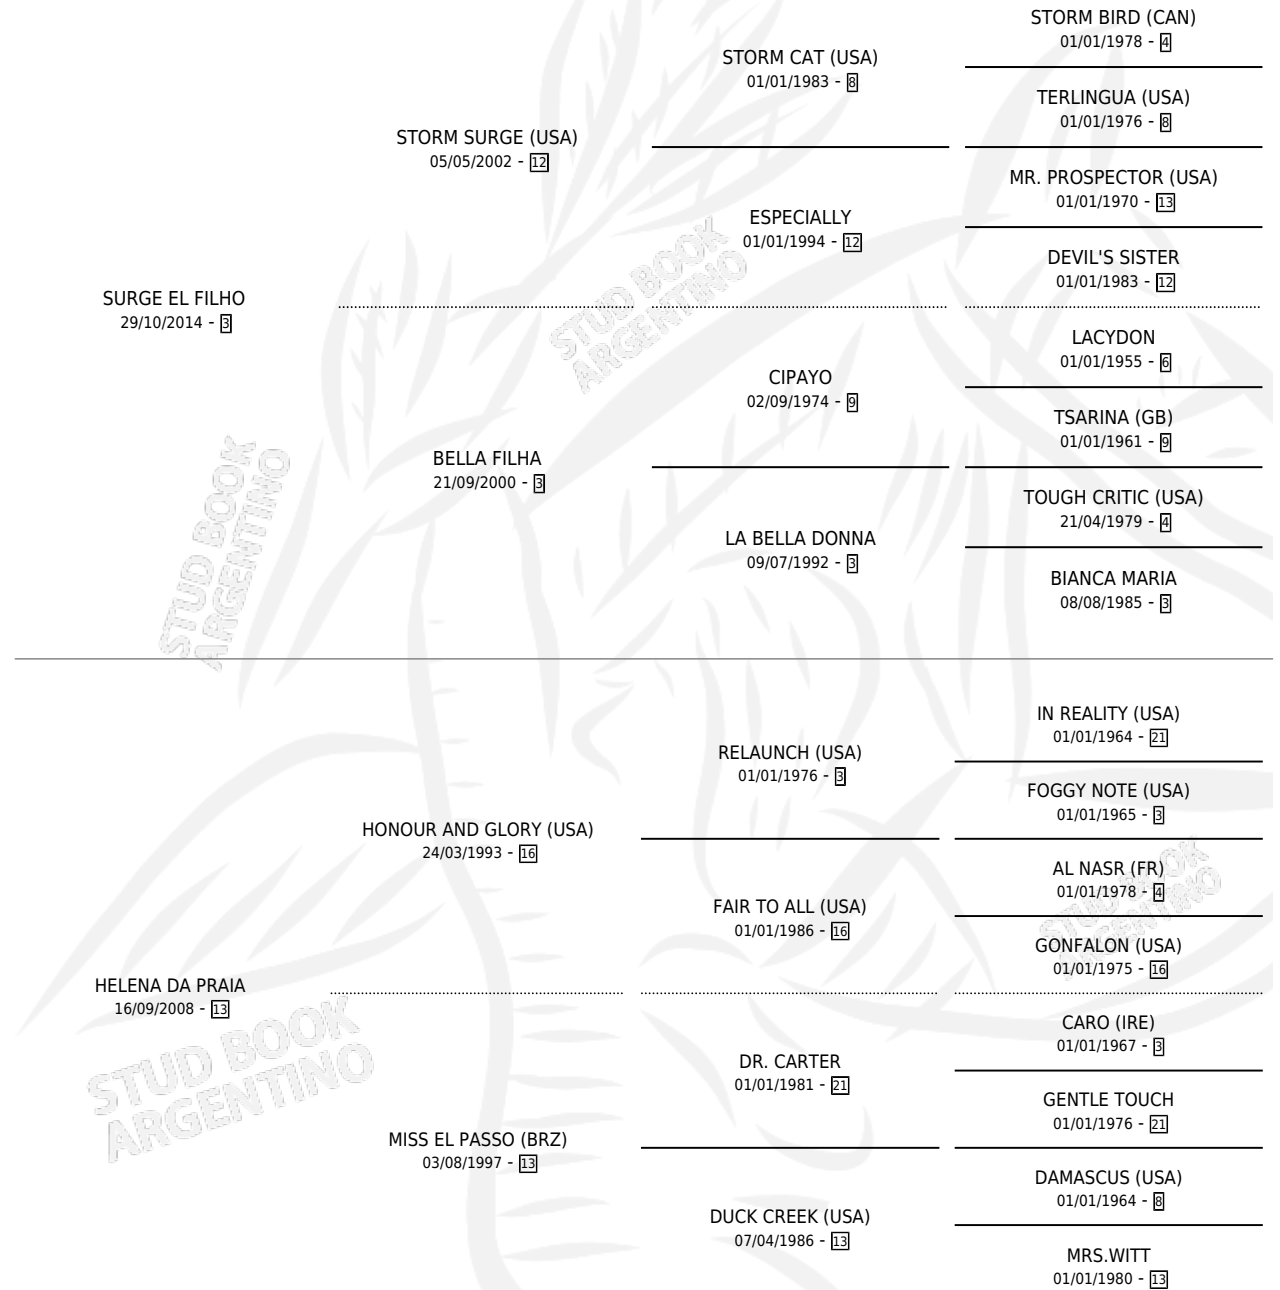 STORM BIRD (CAN)
01/01/1978 - 4
STORM CAT (USA)
01/01/1983 - 8
TERLINGUA (USA)
01/01/1976 - 8
STORM SURGE (USA)
05/05/2002 - 12
MR. PROSPECTOR (USA)
01/01/1970 - 13
ESPECIALLY
01/01/1994 - 12
DEVIL'S SISTER
01/01/1983 - 12
SURGE EL FILHO
29/10/2014 - 3
LACYDON
01/01/1955 - 6
CIPAYO
02/09/1974 - 9
TSARINA (GB)
01/01/1961 - 9
BELLA FILHA
21/09/2000 - 3
TOUGH CRITIC (USA)
21/04/1979 - 4
LA BELLA DONNA
09/07/1992 - 3
BIANCA MARIA
08/08/1985 - 3
STUD BOOK
ARGENTINO
STUD BOOK
ARGENTINO
IN REALITY (USA)
01/01/1964 - 21
RELAUNCH (USA)
01/01/1976 - 3
FOGGY NOTE (USA)
01/01/1965 - 3
HONOUR AND GLORY (USA)
24/03/1993 - 16
AL NASR (FR)
01/01/1978 - 4
FAIR TO ALL (USA)
01/01/1986 - 16
GONFALON (USA)
01/01/1975 - 16
HELENA DA PRAIA
16/09/2008 - 13
CARO (IRE)
01/01/1967 - 3
DR. CARTER
01/01/1981 - 21
GENTLE TOUCH
01/01/1976 - 21
MISS EL PASSO (BRZ)
03/08/1997 - 13
DAMASCUS (USA)
01/01/1964 - 8
DUCK CREEK (USA)
07/04/1986 - 13
MRS.WITT
01/01/1980 - 13
STUD BOOK
ARGENTINO
STUD BOOK
ARGENTINO